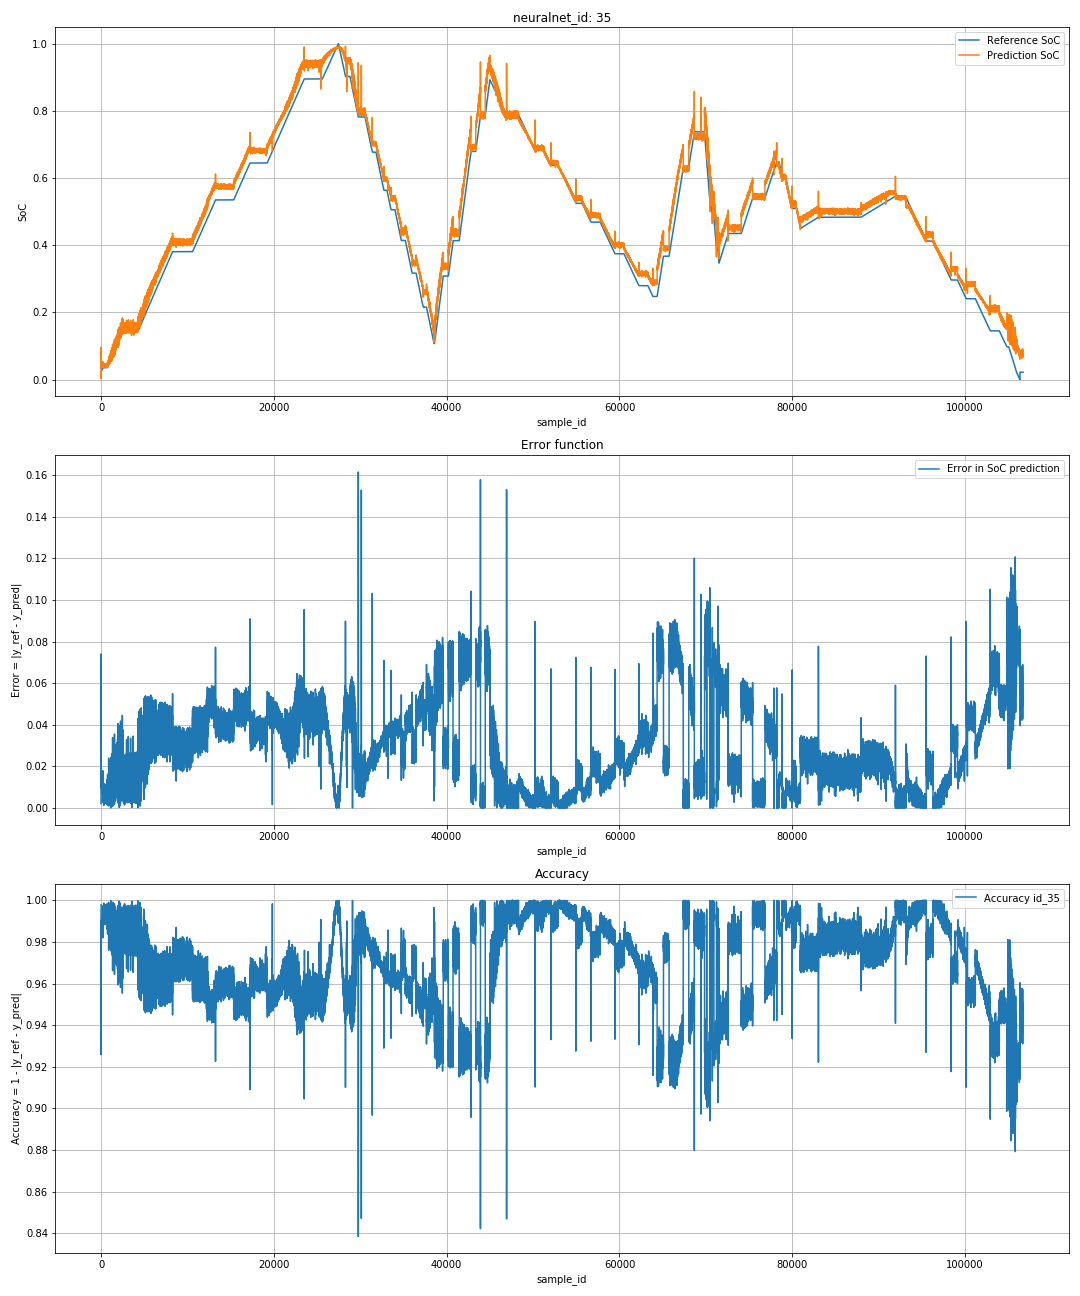 neuralnet_id: 35
Reference SoC
Prediction SoC
1.0
0.8
0.6
0.4
0.2
0.0
SoC
0 20000 40000 60000 80000 100000
sample_id
Error function
Error in SoC prediction
0.16
0.14
0.12
0.10
0.08
0.06
0.04
0.02
0.00
Error = |y_ref - y_pred|
0 20000 40000 60000 80000 100000
sample_id
Accuracy
Accuracy id_35
1.00
0.98
0.96
0.94
0.92
0.90
0.88
0.86
0.84
Accuracy = 1 - |y_ref - y_pred|
0 20000 40000 60000 80000 100000
sample_id